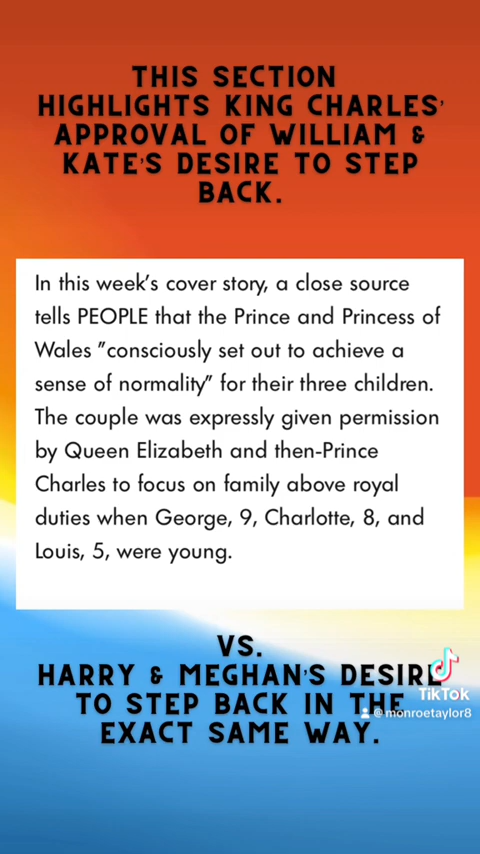 THIS SECTION
HIGHLIGHTS KING CHARLES'
APPROVAL OF WILLIAM &
KATE'S DESIRE TO STEP
BACK.
In this week's cover story, a close source
tells PEOPLE that the Prince and Princess of
Wales "consciously set out to achieve a
sense of normality" for their three children.
The couple was expressly given permission
by Queen Elizabeth and then-Prince
Charles to focus on family above royal
duties when George, 9, Charlotte, 8, and
Louis, 5, were young.
VS.
HARRY & MEGHAN'S DESIRE
TO STEP BACK IN THE
EXACT SAME WAY.
TikTok
@monroetaylor8